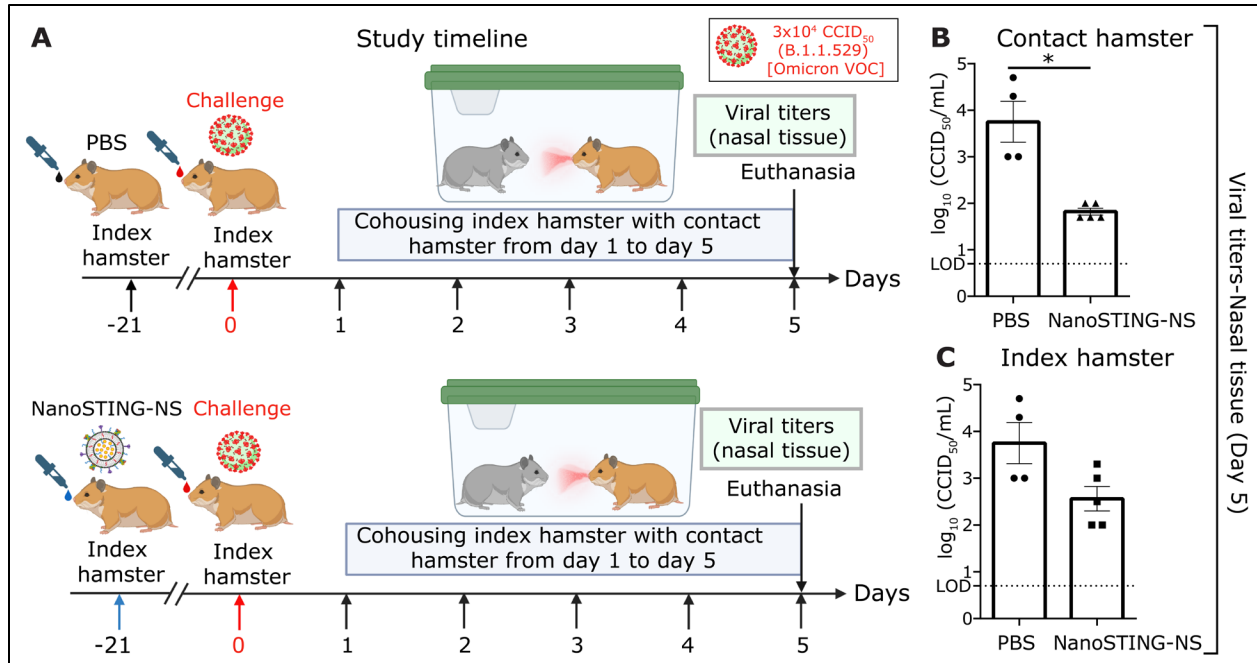 A
Study timeline
3x10⁴ CCID₅₀
(B.1.1.529)
[Omicron VOC]
PBS
Challenge
Index
hamster
Index
hamster
Viral titers
(nasal tissue)
Euthanasia
Cohousing index hamster with contact
hamster from day 1 to day 5
Days
-21
0
1
2
3
4
5
NanoSTING-NS
Challenge
Index
hamster
Index
hamster
Viral titers
(nasal tissue)
Euthanasia
Cohousing index hamster with contact
hamster from day 1 to day 5
Days
-21
0
1
2
3
4
5
B
Contact hamster
*
log₁₀ (CCID₅₀/mL)
5
4
3
2
1
LOD
0
PBS
NanoSTING-NS
C
Index hamster
log₁₀ (CCID₅₀/mL)
5
4
3
2
1
LOD
0
PBS
NanoSTING-NS
Viral titers-Nasal tissue (Day 5)